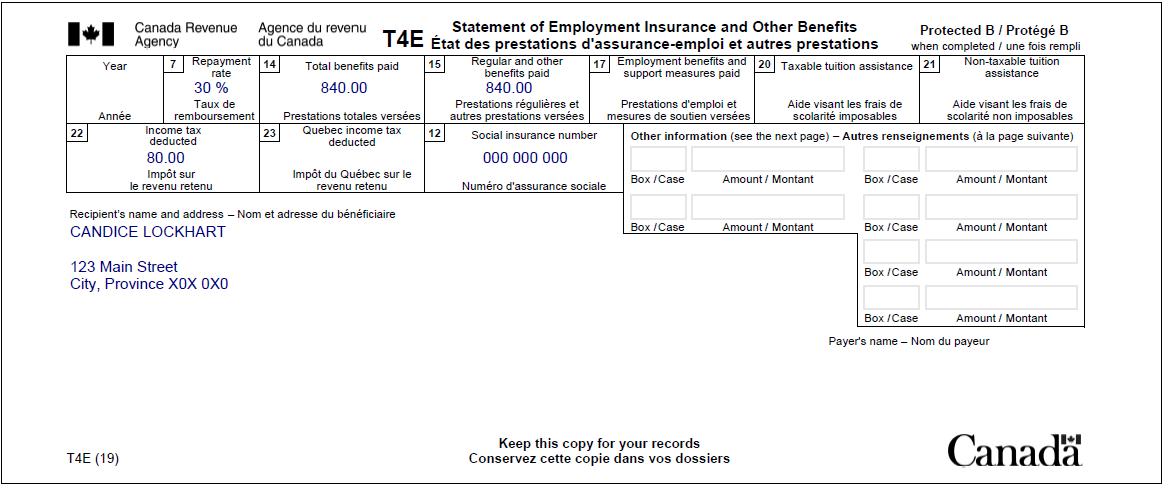 Canada Revenue Agency
Agence du revenu du Canada
T4E
Statement of Employment Insurance and Other Benefits
État des prestations d'assurance-emploi et autres prestations
Protected B / Protégé B
when completed / une fois rempli
Year
Année
7 Repayment rate
30 %
Taux de remboursement
14 Total benefits paid
840.00
Prestations totales versées
15 Regular and other benefits paid
840.00
Prestations régulières et autres prestations versées
17 Employment benefits and support measures paid
Prestations d'emploi et mesures de soutien versées
20 Taxable tuition assistance
Aide visant les frais de scolarité imposables
21 Non-taxable tuition assistance
Aide visant les frais de scolarité non imposables
22 Income tax deducted
80.00
Impôt sur le revenu retenu
23 Quebec income tax deducted
Impôt du Québec sur le revenu retenu
12 Social insurance number
000 000 000
Numéro d'assurance sociale
Other information (see the next page) – Autres renseignements (à la page suivante)
Box / Case Amount / Montant Box / Case Amount / Montant
Box / Case Amount / Montant Box / Case Amount / Montant
Box / Case Amount / Montant
Box / Case Amount / Montant
Recipient's name and address – Nom et adresse du bénéficiaire
CANDICE LOCKHART
123 Main Street
City, Province X0X 0X0
Payer's name – Nom du payeur
T4E (19)
Keep this copy for your records
Conservez cette copie dans vos dossiers
Canada